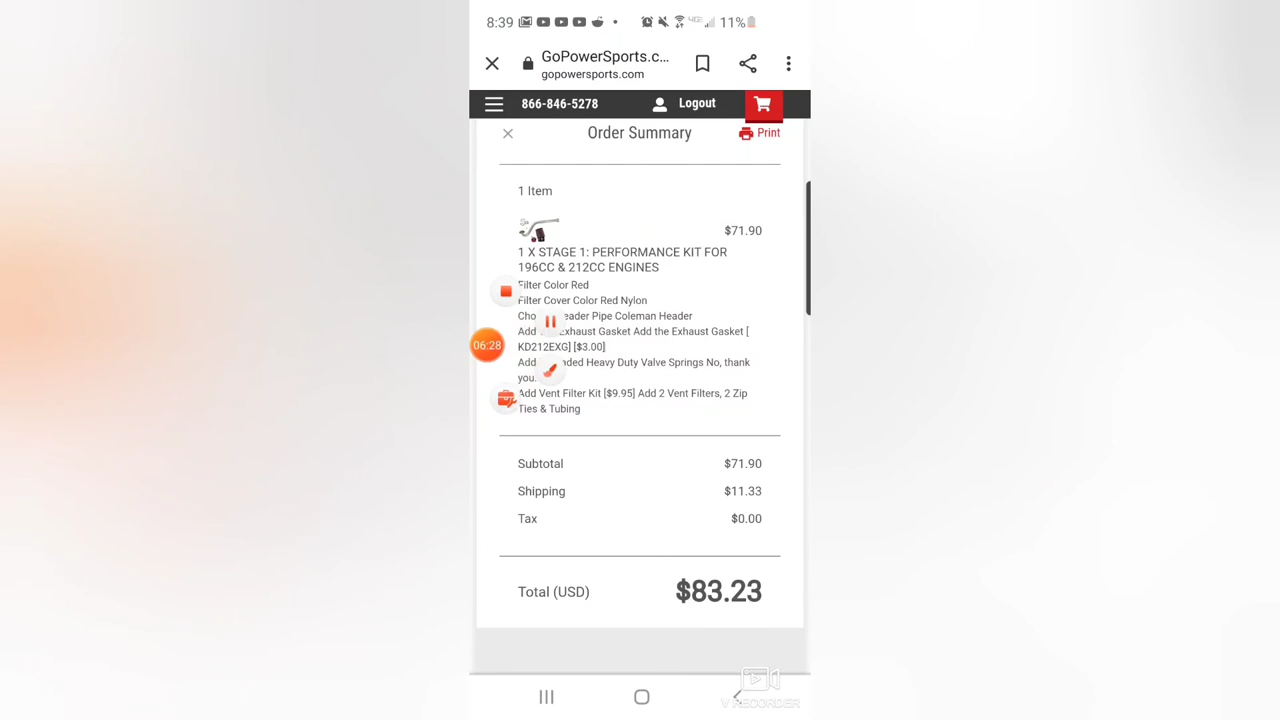 8:39
4G
11%
GoPowerSports.c...
gopowersports.com
866-846-5278
Logout
Order Summary
Print
1 Item
$71.90
1 X STAGE 1: PERFORMANCE KIT FOR
196CC & 212CC ENGINES
Filter Color Red
Filter Cover Color Red Nylon
Header Pipe Coleman Header
Add Exhaust Gasket Add the Exhaust Gasket [
KD212EXG] [$3.00]
Add Heavy Duty Valve Springs No, thank
you.
Add Vent Filter Kit [$9.95] Add 2 Vent Filters, 2 Zip
Ties & Tubing
06:28
Subtotal
$71.90
Shipping
$11.33
Tax
$0.00
Total (USD)
$83.23
V RECORDER